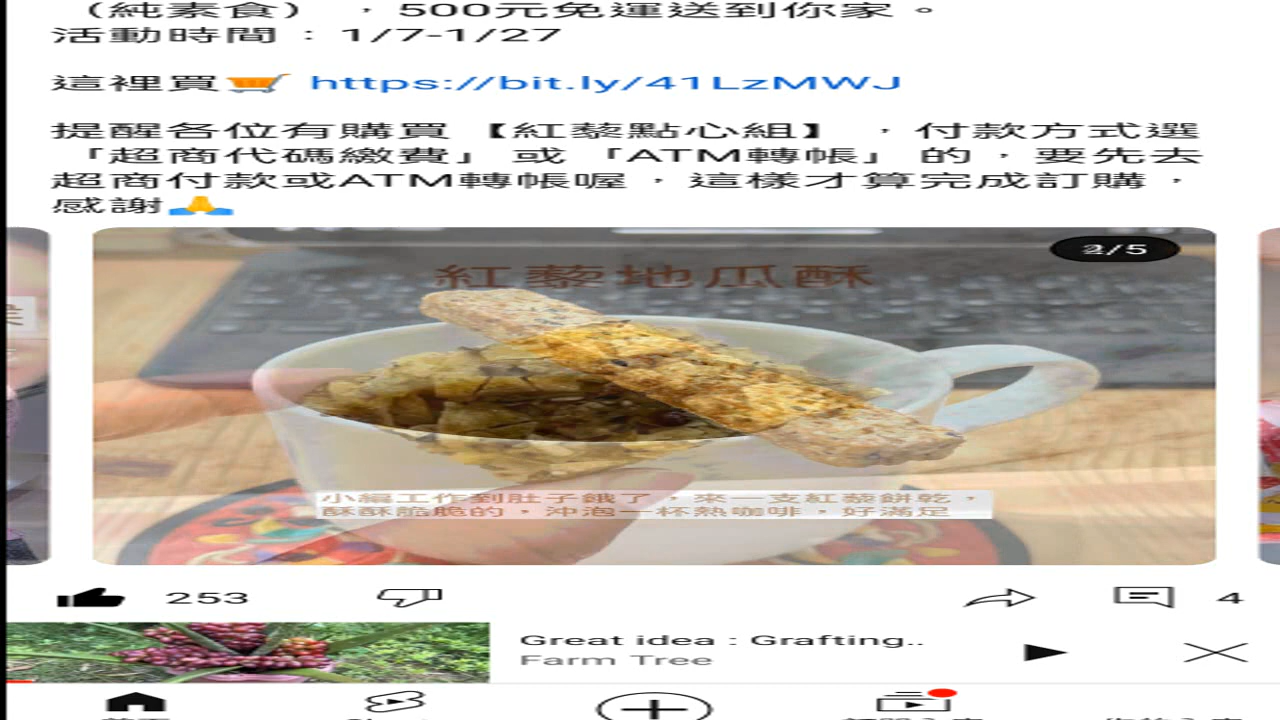 （純素食），500元免運送到你家。
活動時間：1/7-1/27
這裡買 https://bit.ly/41LzMWJ
提醒各位有購買【紅藜點心組】，付款方式選
「超商代碼繳費」或「ATM轉帳」的，要先去
超商付款或ATM轉帳喔，這樣才算完成訂購，
感謝
2/5
紅藜地瓜酥
小編工作到肚子餓了，來一支紅藜餅乾，
酥酥脆脆的，沖泡一杯熱咖啡，好滿足
253
4
Great idea : Grafting..
Farm Tree